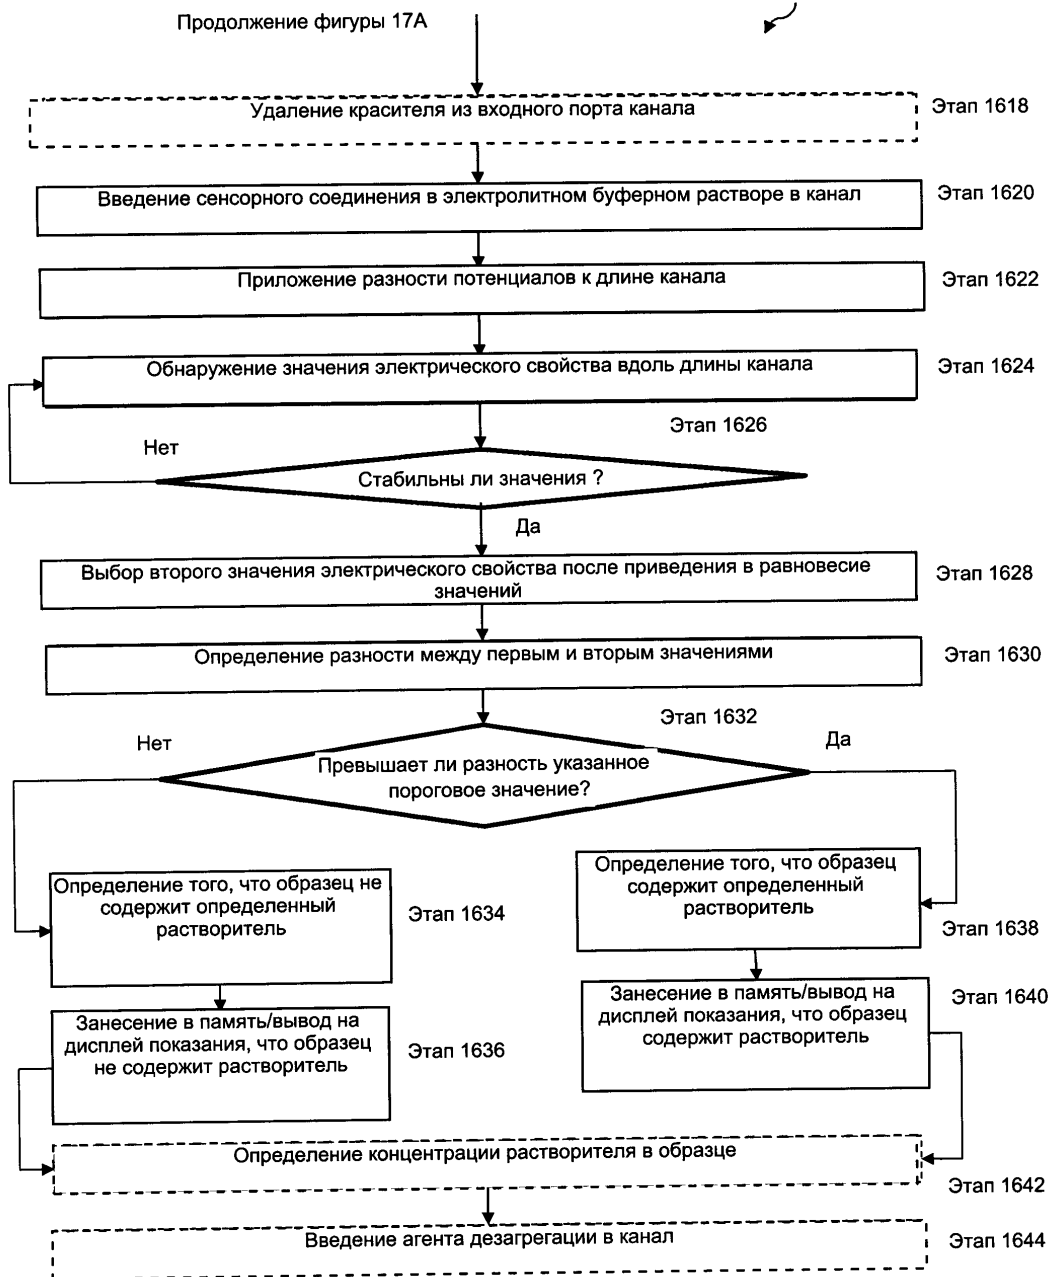 Продолжение фигуры 17А
Удаление красителя из входного порта канала
Этап 1618
Введение сенсорного соединения в электролитном буферном растворе в канал
Этап 1620
Приложение разности потенциалов к длине канала
Этап 1622
Обнаружение значения электрического свойства вдоль длины канала
Этап 1624
Этап 1626
Нет
Стабильны ли значения ?
Да
Выбор второго значения электрического свойства после приведения в равновесие
значений
Этап 1628
Определение разности между первым и вторым значениями
Этап 1630
Этап 1632
Нет
Да
Превышает ли разность указанное
пороговое значение?
Определение того, что образец не
содержит определенный
растворитель
Этап 1634
Определение того, что образец
содержит определенный
растворитель
Этап 1638
Занесение в память/вывод на
дисплей показания, что образец
не содержит растворитель
Этап 1636
Занесение в память/вывод на
дисплей показания, что образец
содержит растворитель
Этап 1640
Определение концентрации растворителя в образце
Этап 1642
Введение агента дезагрегации в канал
Этап 1644